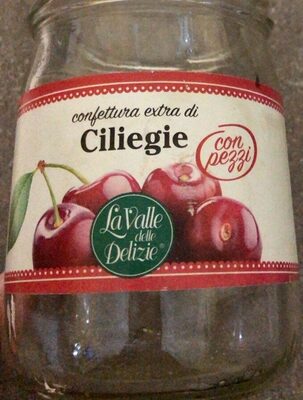 confettura extra di
Ciliegie
con
pezzi
La Valle
delle
Delizie®